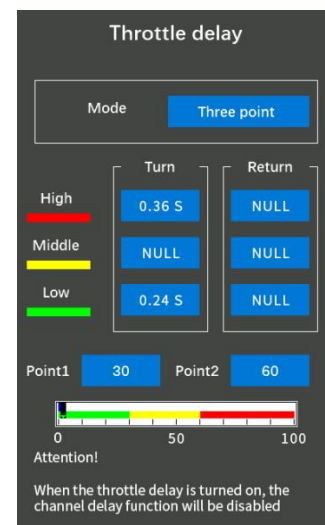 Throttle delay
Mode Three point
Turn Return
High 0.36 S NULL
Middle NULL NULL
Low 0.24 S NULL
Point1 30 Point2 60
0 50 100
Attention!
When the throttle delay is turned on, the
channel delay function will be disabled